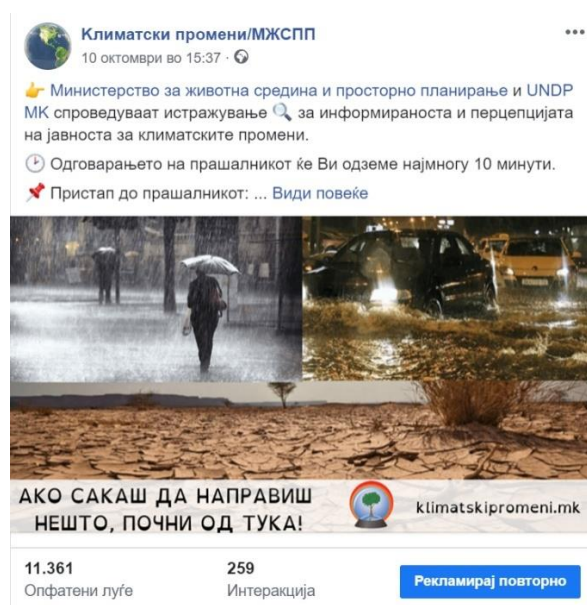 Климатски промени/МЖСПП
10 октомври во 15:37 ·
Министерство за животна средина и просторно планирање и UNDP
МК спроведуваат истражување за информираноста и перцепцијата
на јавноста за климатските промени.
Одговарањето на прашалникот ќе Ви одземе најмногу 10 минути.
Пристап до прашалникот: ... Види повеќе
АКО САКАШ ДА НАПРАВИШ
НЕШТО, ПОЧНИ ОД ТУКА!
klimatskipromeni.mk
11.361
Опфатени луѓе
259
Интеракција
Рекламирај повторно